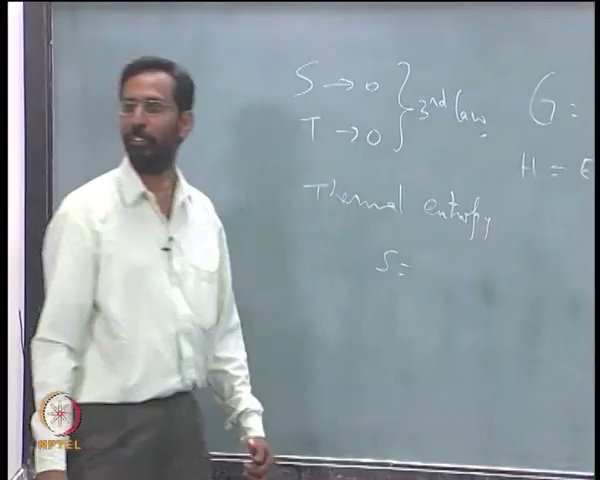 S → 0 } 3rd law G =
T → 0
H = E
Thermal entropy
S =
NPTEL